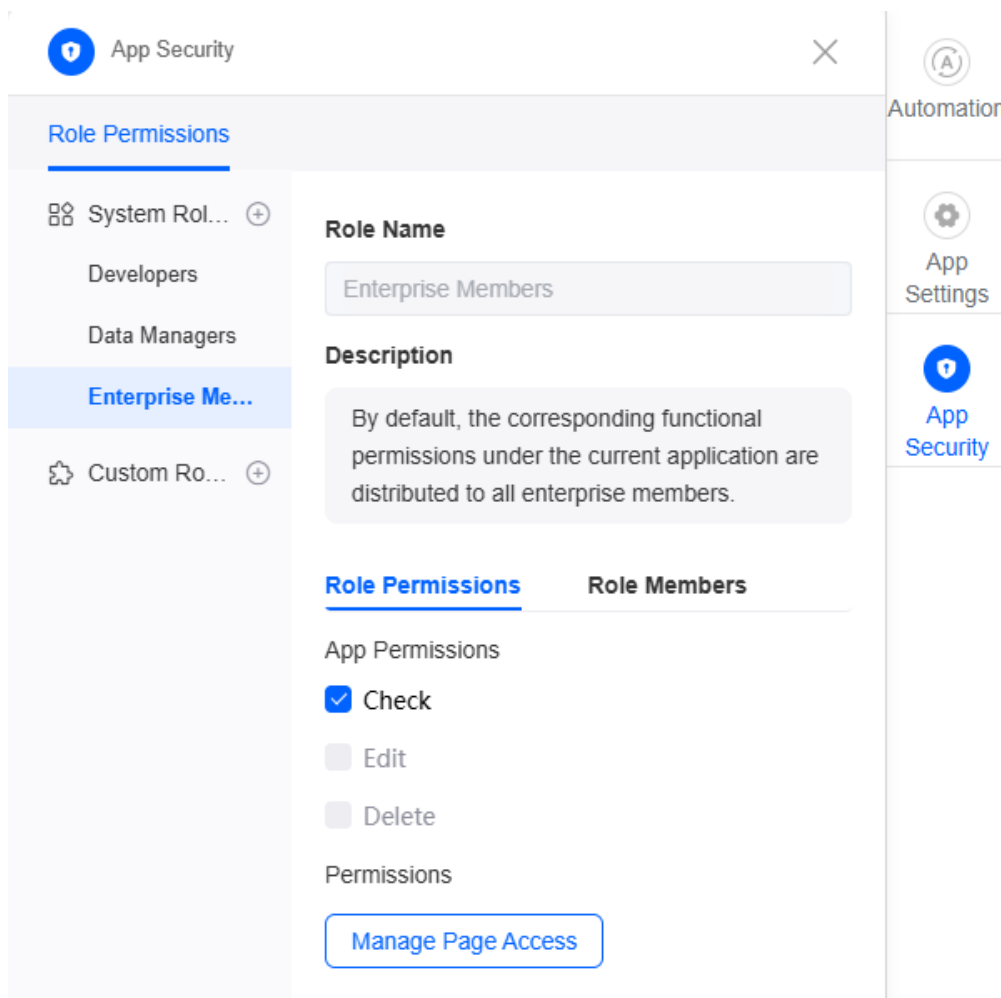 App Security
Role Permissions
System Rol...
Developers
Data Managers
Enterprise Me...
Custom Ro...
Role Name
Enterprise Members
Description
By default, the corresponding functional
permissions under the current application are
distributed to all enterprise members.
Role Permissions Role Members
App Permissions
Check
Edit
Delete
Permissions
Manage Page Access
Automation
App
Settings
App
Security